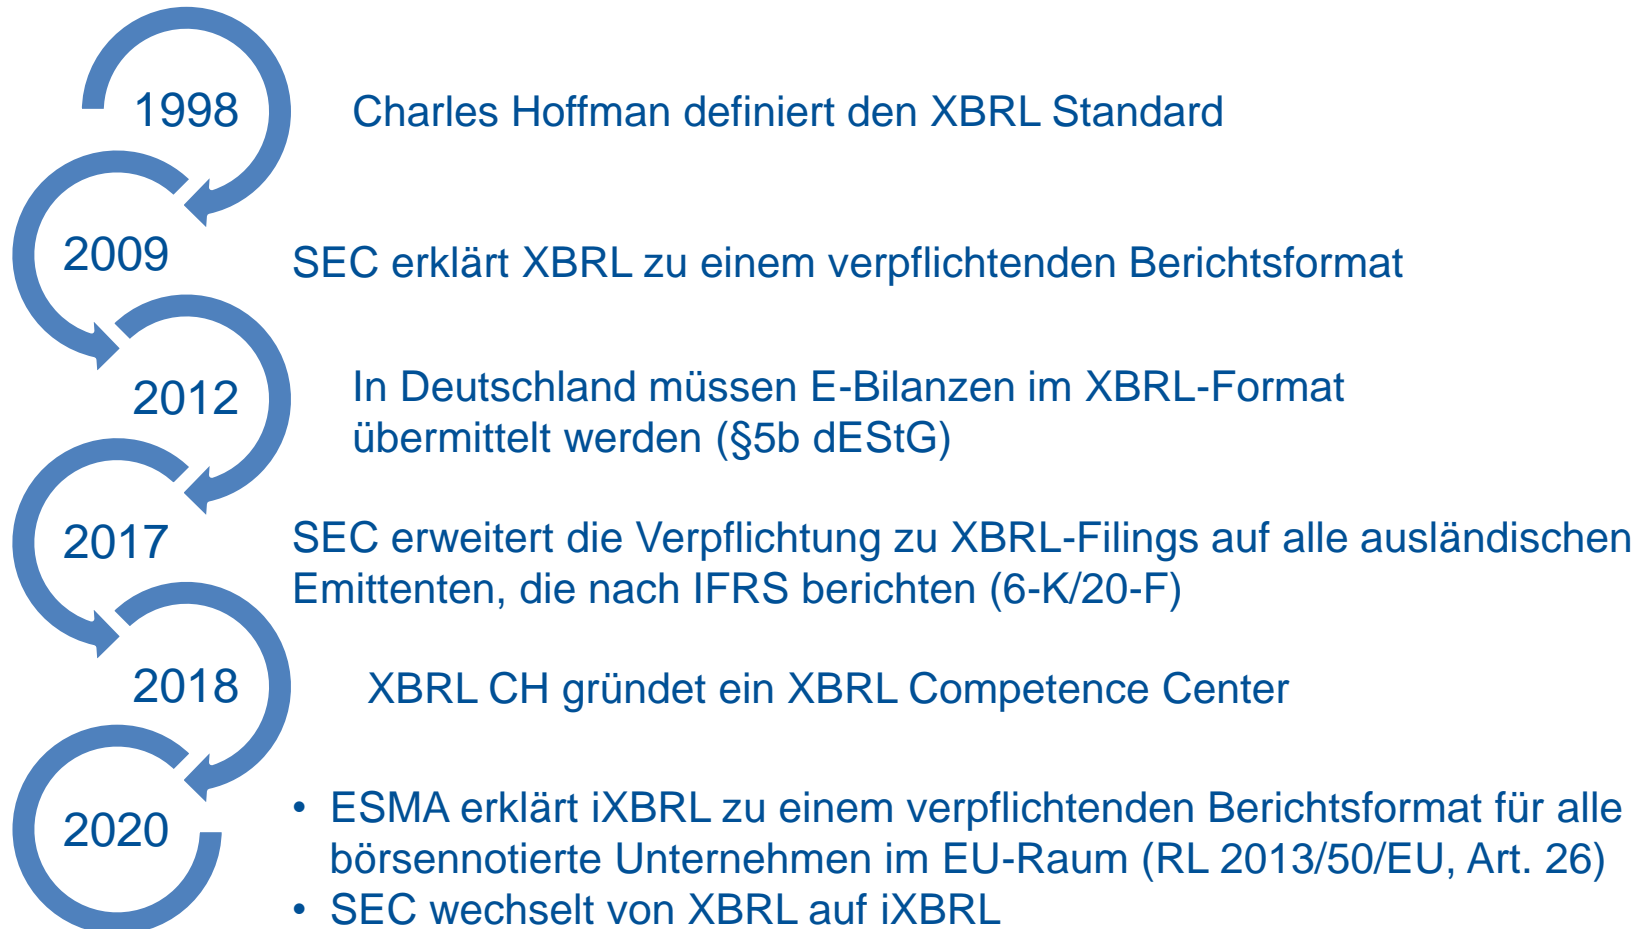 1998
Charles Hoffman definiert den XBRL Standard
2009
SEC erklärt XBRL zu einem verpflichtenden Berichtsformat
2012
In Deutschland müssen E-Bilanzen im XBRL-Format
übermittelt werden (§5b dEStG)
2017
SEC erweitert die Verpflichtung zu XBRL-Filings auf alle ausländischen
Emittenten, die nach IFRS berichten (6-K/20-F)
2018
XBRL CH gründet ein XBRL Competence Center
2020
• ESMA erklärt iXBRL zu einem verpflichtenden Berichtsformat für alle
börsennotierte Unternehmen im EU-Raum (RL 2013/50/EU, Art. 26)
• SEC wechselt von XBRL auf iXBRL